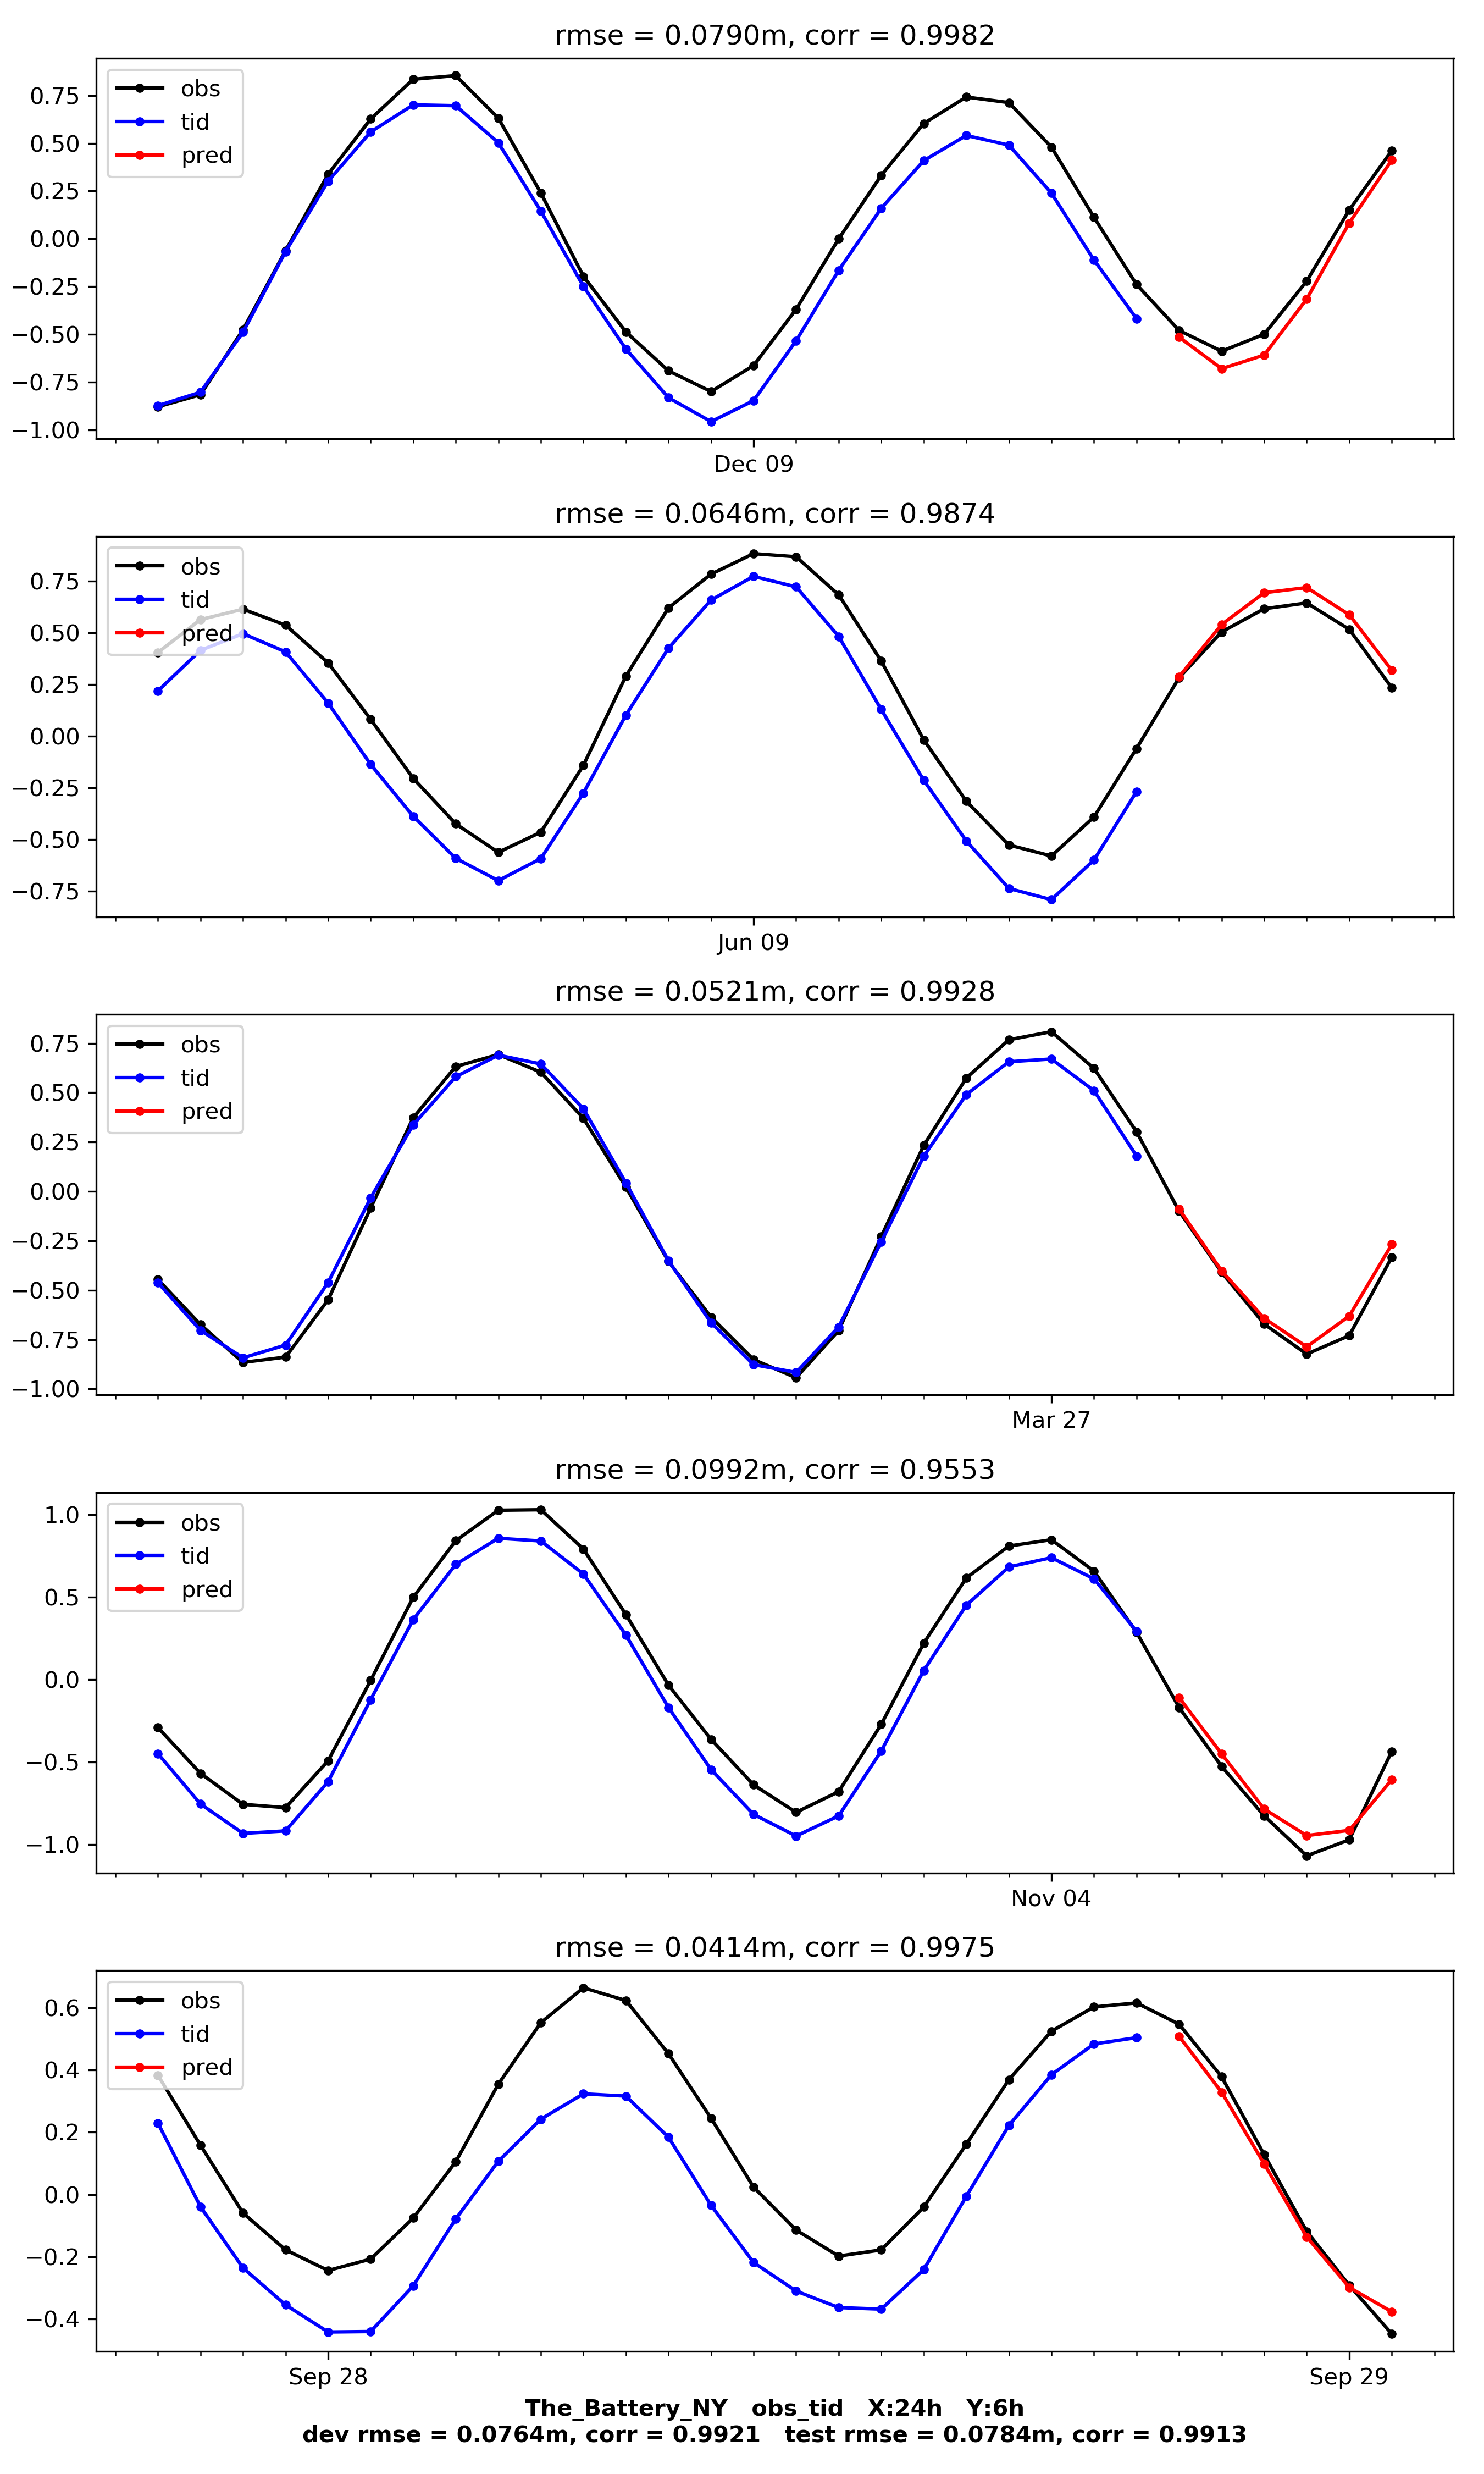 rmse = 0.0790m, corr = 0.9982
obs
tid
pred
0.75
0.50
0.25
0.00
−0.25
−0.50
−0.75
−1.00
Dec 09
rmse = 0.0646m, corr = 0.9874
obs
tid
pred
0.75
0.50
0.25
0.00
−0.25
−0.50
−0.75
Jun 09
rmse = 0.0521m, corr = 0.9928
obs
tid
pred
0.75
0.50
0.25
0.00
−0.25
−0.50
−0.75
−1.00
Mar 27
rmse = 0.0992m, corr = 0.9553
obs
tid
pred
1.0
0.5
0.0
−0.5
−1.0
Nov 04
rmse = 0.0414m, corr = 0.9975
obs
tid
pred
0.6
0.4
0.2
0.0
−0.2
−0.4
Sep 28 Sep 29
The_Battery_NY obs_tid X:24h Y:6h
dev rmse = 0.0764m, corr = 0.9921 test rmse = 0.0784m, corr = 0.9913